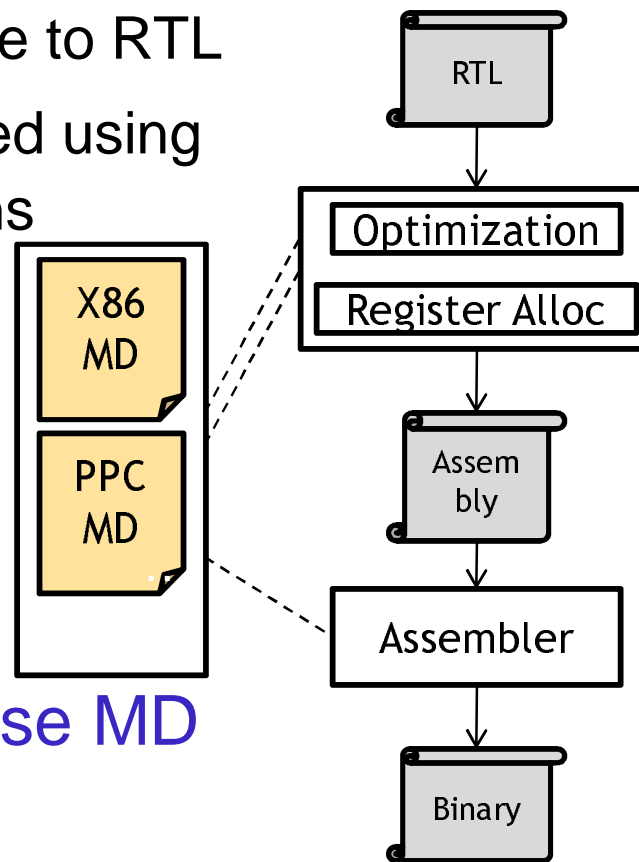 e to RTL
ed using
ns
X86
MD
PPC
MD
se MD
RTL
Optimization
Register Alloc
Assem
bly
Assembler
Binary